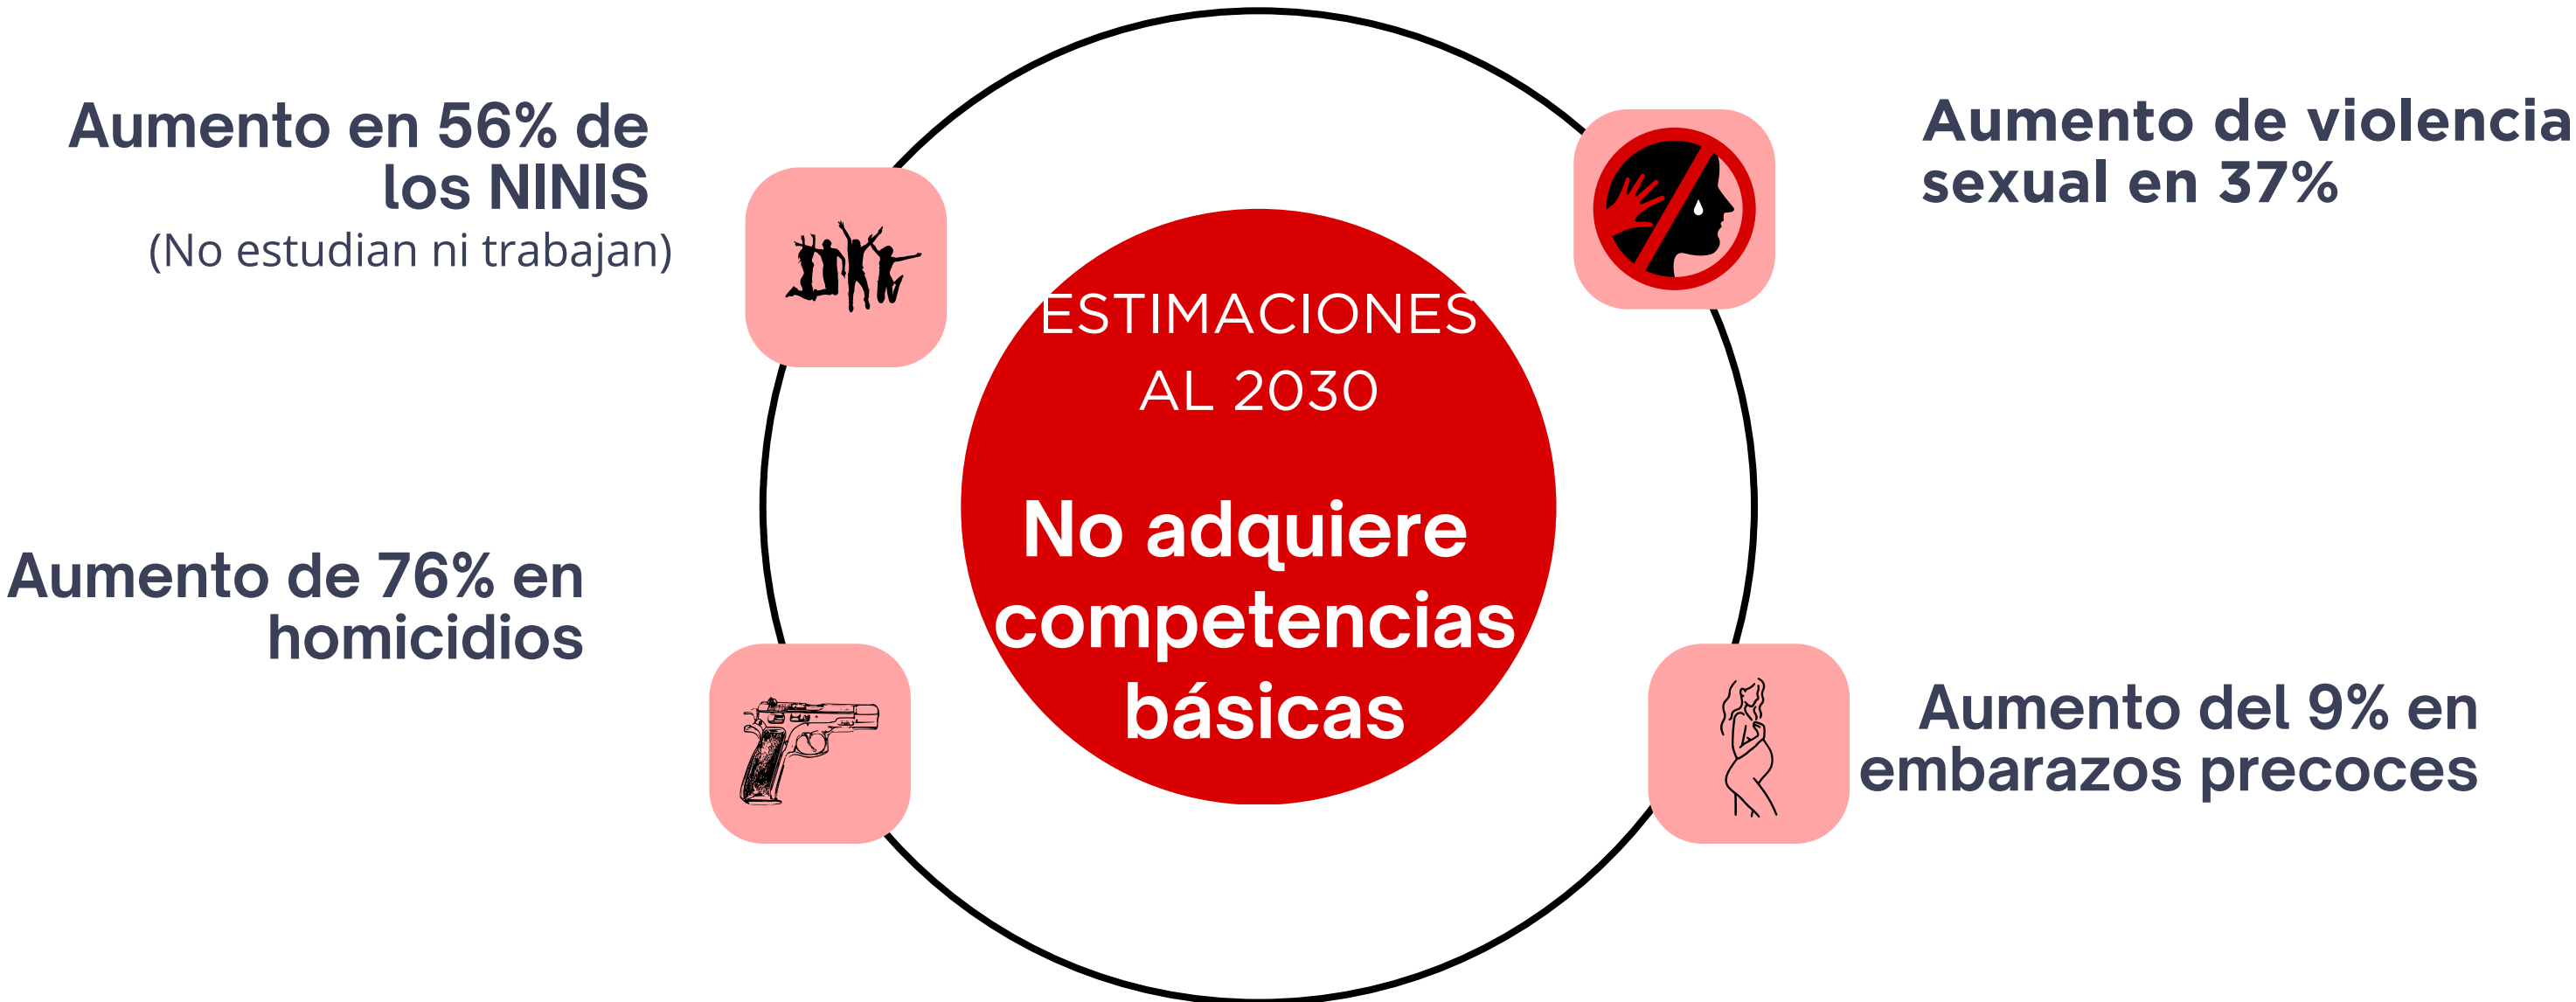 Aumento en 56% de
los NINIS
(No estudian ni trabajan)
Aumento de violencia
sexual en 37%
ESTIMACIONES
AL 2030
No adquiere
competencias
básicas
Aumento de 76% en
homicidios
Aumento del 9% en
embarazos precoces